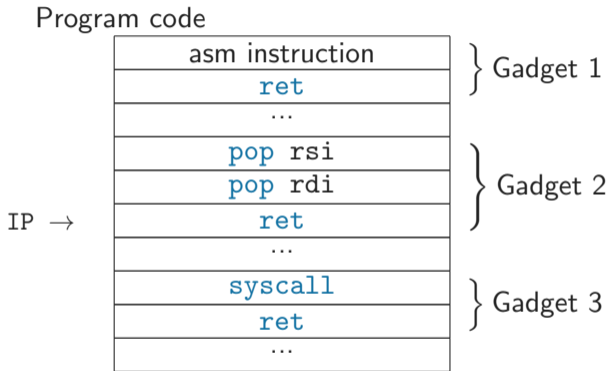 Program code
asm instruction
ret
Gadget 1
...
pop rsi
pop rdi
Gadget 2
IP → ret
...
syscall
Gadget 3
ret
...